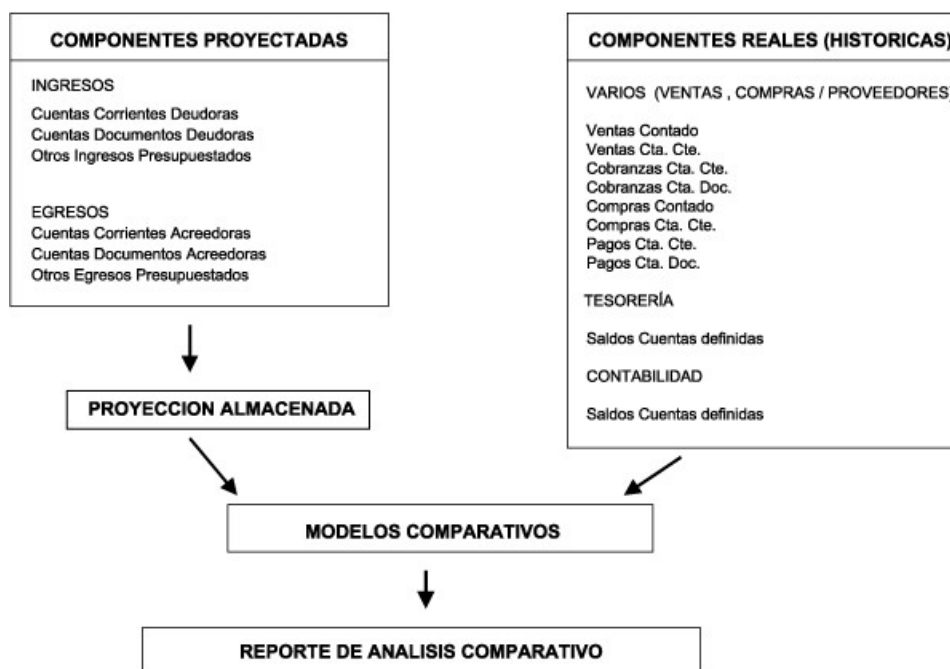 COMPONENTES PROYECTADAS
INGRESOS
Cuentas Corrientes Deudoras
Cuentas Documentos Deudoras
Otros Ingresos Presupuestados
EGRESOS
Cuentas Corrientes Acreedoras
Cuentas Documentos Acreedoras
Otros Egresos Presupuestados
COMPONENTES REALES (HISTORICAS)
VARIOS (VENTAS , COMPRAS / PROVEEDORES)
Ventas Contado
Ventas Cta. Cte.
Cobranzas Cta. Cte.
Cobranzas Cta. Doc.
Compras Contado
Compras Cta. Cte.
Pagos Cta. Cte.
Pagos Cta. Doc.
TESORERÍA
Saldos Cuentas definidas
CONTABILIDAD
Saldos Cuentas definidas
PROYECCION ALMACENADA
MODELOS COMPARATIVOS
REPORTE DE ANALISIS COMPARATIVO